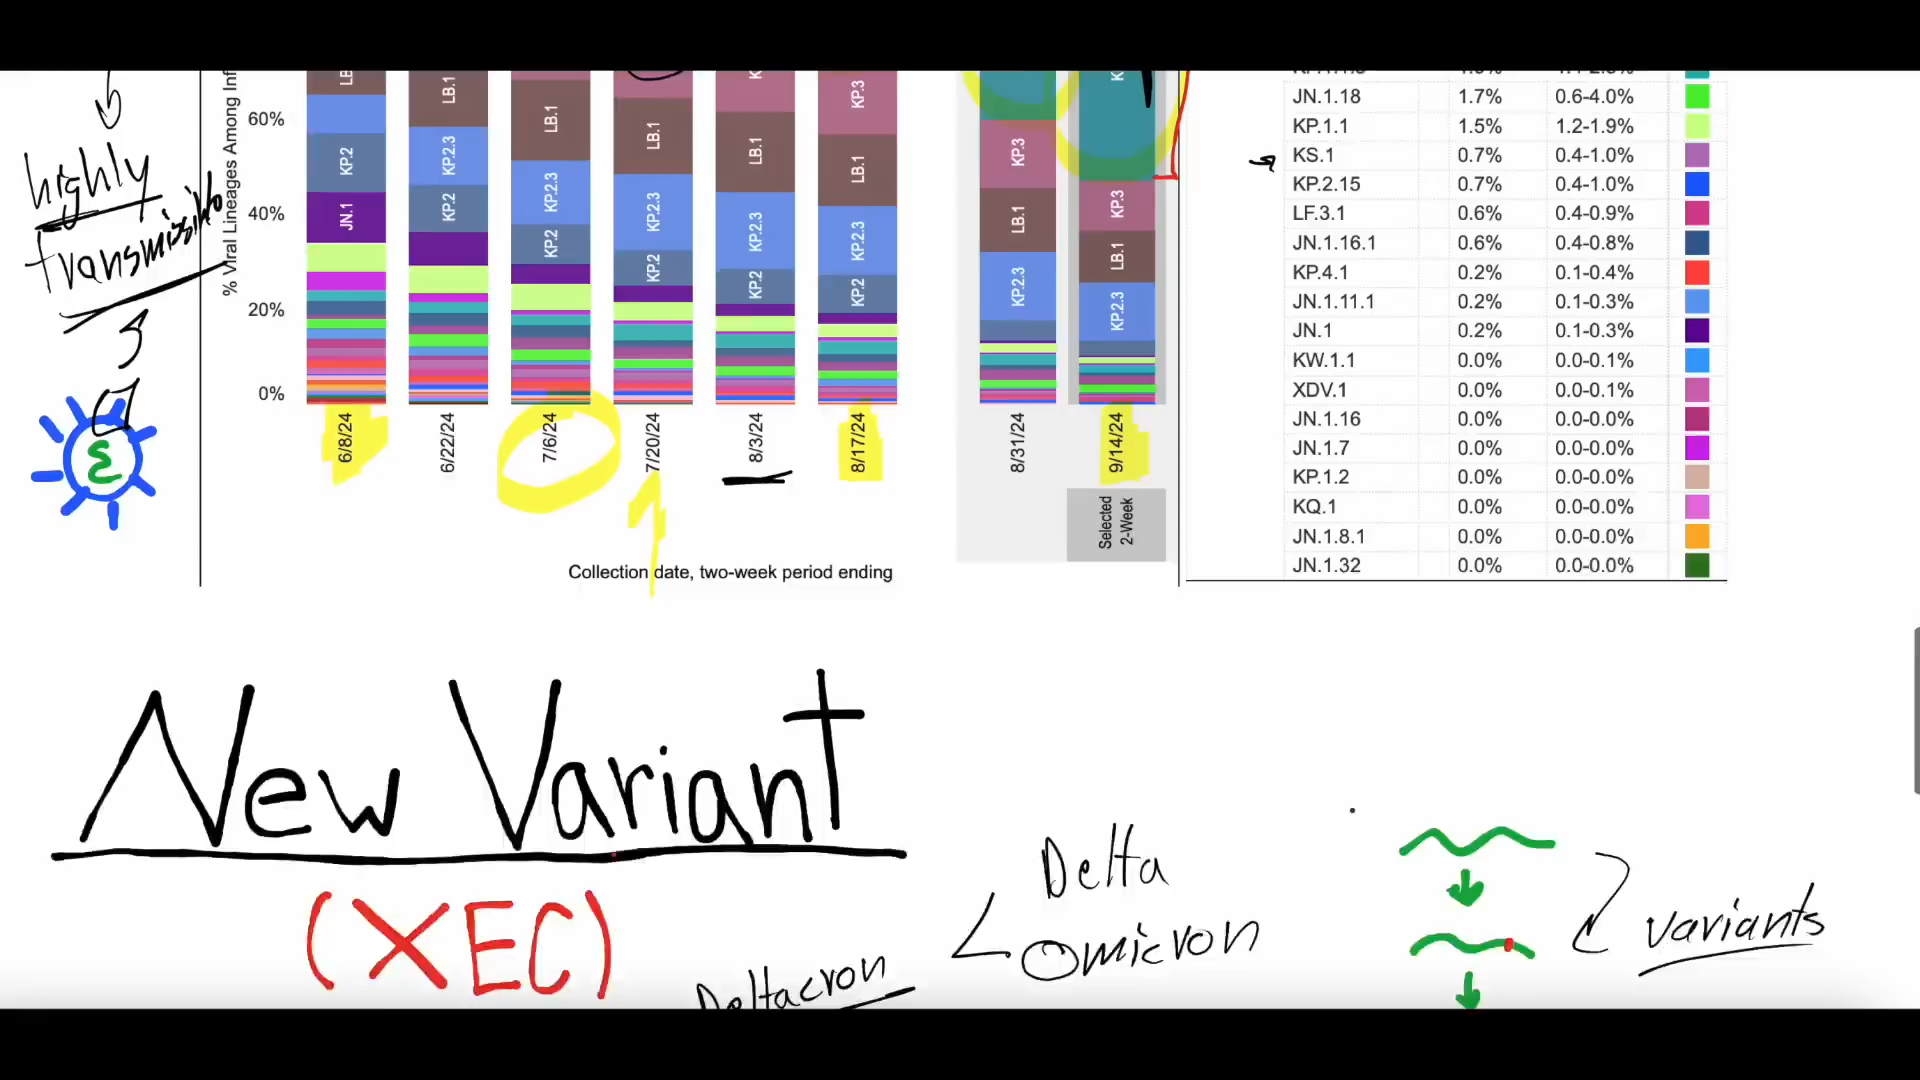 highly
transmissible
% Viral Lineages Among Inf
60%
40%
20%
0%
LB.1
KP.2
JN.1
LB.1
KP.2.3
KP.2
LB.1
KP.2.3
KP.2
LB.1
KP.2.3
KP.2
LB.1
KP.2.3
KP.2
KP.3
LB.1
KP.2.3
KP.2
KP.3
LB.1
KP.2.3
KP.3
LB.1
KP.2.3
6/8/24
6/22/24
7/6/24
7/20/24
8/3/24
8/17/24
8/31/24
9/14/24
Selected
2-Week
Collection date, two-week period ending
JN.1.18 1.7% 0.6-4.0%
KP.1.1 1.5% 1.2-1.9%
KS.1 0.7% 0.4-1.0%
KP.2.15 0.7% 0.4-1.0%
LF.3.1 0.6% 0.4-0.9%
JN.1.16.1 0.6% 0.4-0.8%
KP.4.1 0.2% 0.1-0.4%
JN.1.11.1 0.2% 0.1-0.3%
JN.1 0.2% 0.1-0.3%
KW.1.1 0.0% 0.0-0.1%
XDV.1 0.0% 0.0-0.1%
JN.1.16 0.0% 0.0-0.0%
JN.1.7 0.0% 0.0-0.0%
KP.1.2 0.0% 0.0-0.0%
KQ.1 0.0% 0.0-0.0%
JN.1.8.1 0.0% 0.0-0.0%
JN.1.32 0.0% 0.0-0.0%
New Variant
(XEC)
Delta
Omicron
Deltacron
variants